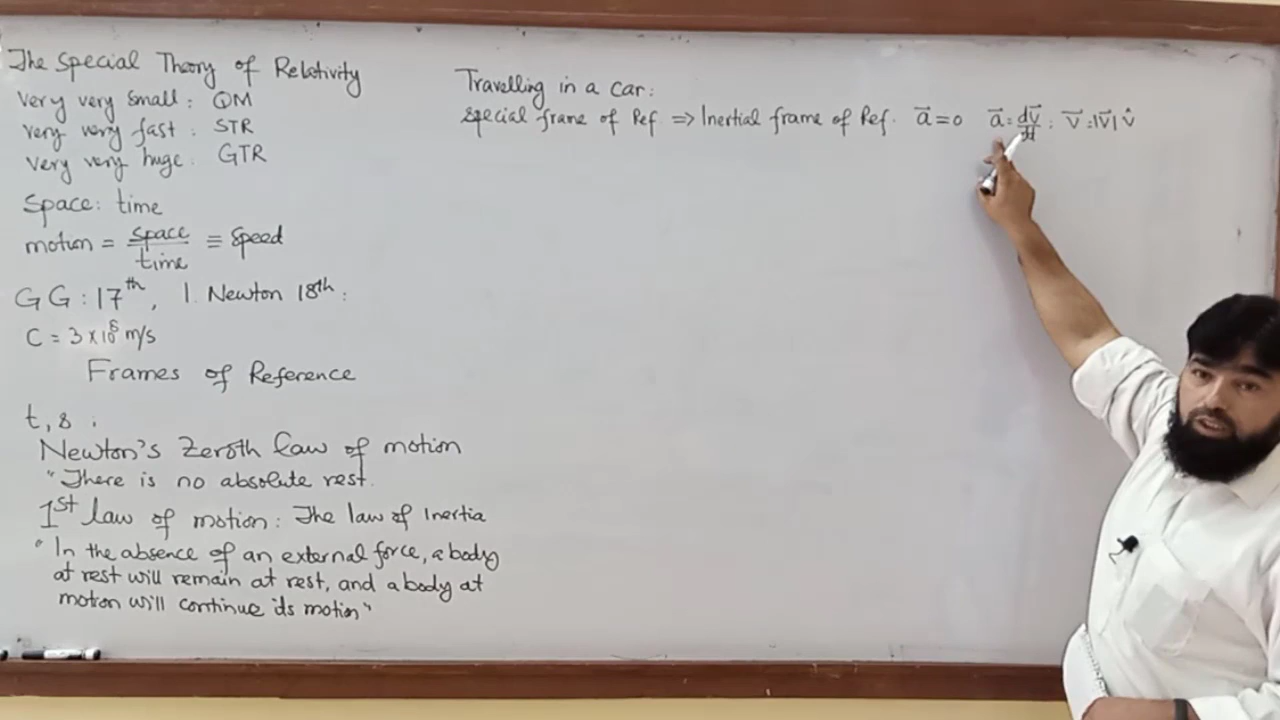 The Special Theory of Relativity
Very very small: QM
very very fast: STR
very very huge: GTR
Space: time
motion = space/time ≡ speed
GG: 17th, I. Newton 18th:
C = 3×10⁸ m/s
Frames of Reference
t, s:
Newton's Zeroth law of motion
"There is no absolute rest.
1st law of motion: The law of Inertia
"In the absence of an external force, a body
at rest will remain at rest, and a body at
motion will continue its motion"
Travelling in a car:
special frame of Ref ⇒ Inertial frame of Ref. a⃗ = 0 a⃗ = dv⃗/dt : v⃗ = |v⃗| v̂